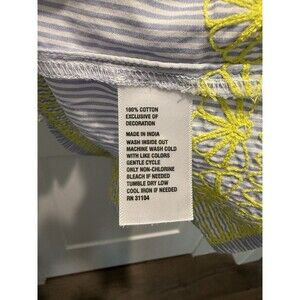 100% COTTON
EXCLUSIVE OF
DECORATION
MADE IN INDIA
WASH INSIDE OUT
MACHINE WASH COLD
WITH LIKE COLORS
GENTLE CYCLE
ONLY NON-CHLORINE
BLEACH IF NEEDED
TUMBLE DRY LOW
COOL IRON IF NEEDED
RN 31104